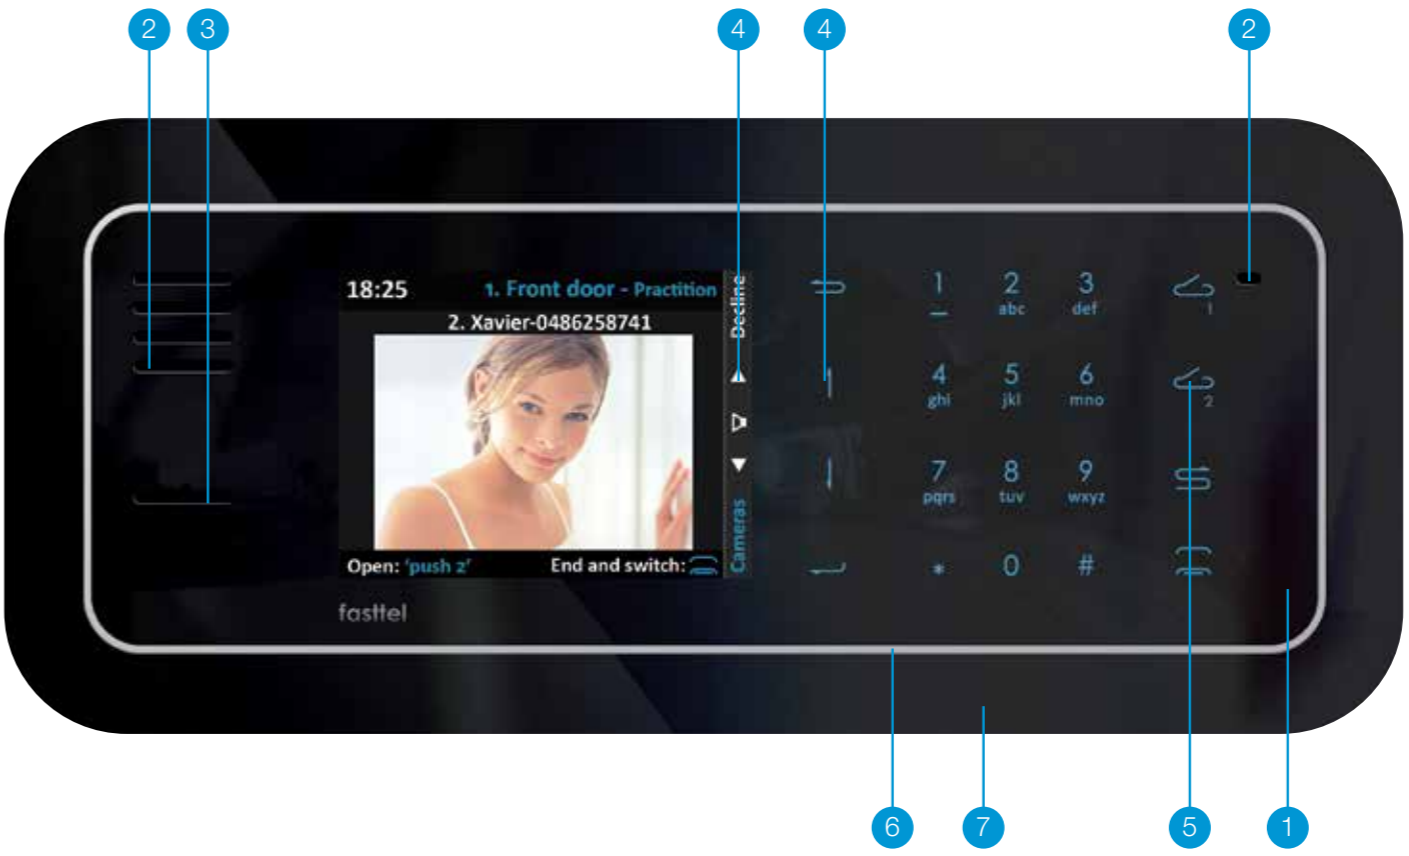 2 3 4 4 2
18:25 1. Front door - Practition
2. Xavier-0486258741
Decline
Cameras
Open: 'push 2' End and switch:
fasttel
1 2 3 1
abc def
4 5 6 2
ghi jkl mno
7 8 9
pqrs tuv wxyz
* 0 #
6 7 5 1